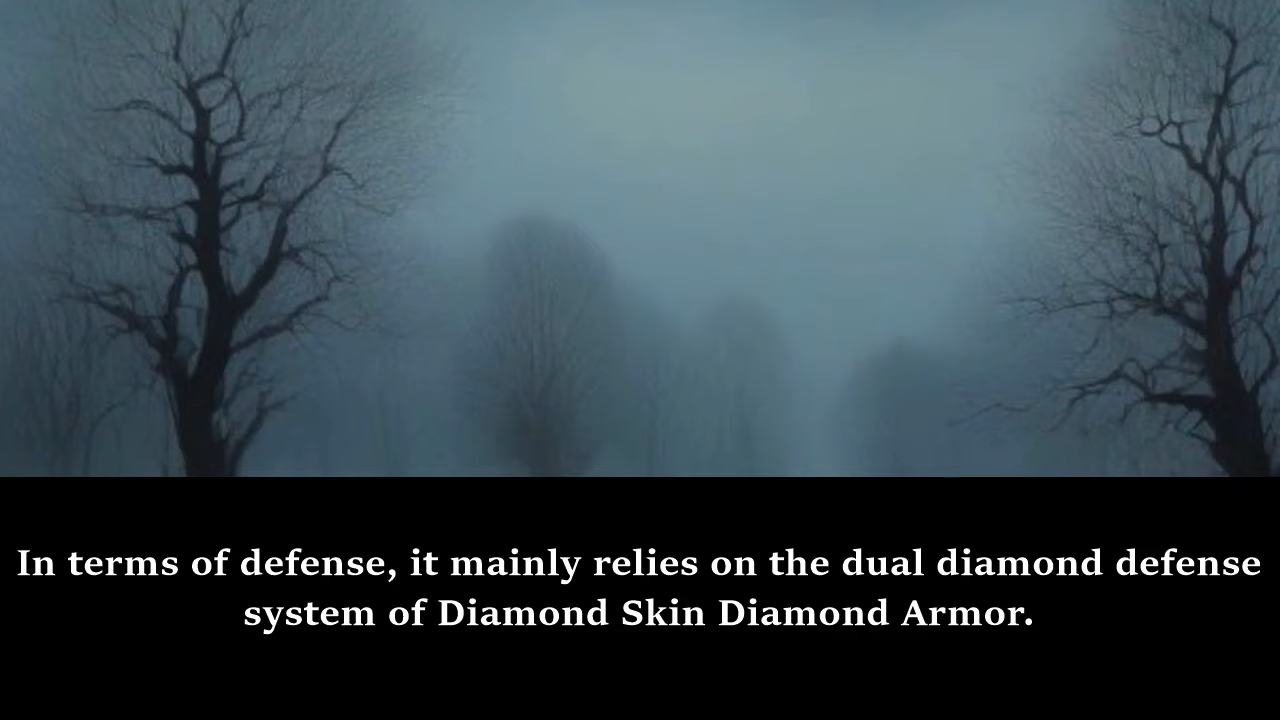 In terms of defense, it mainly relies on the dual diamond defense
system of Diamond Skin Diamond Armor.